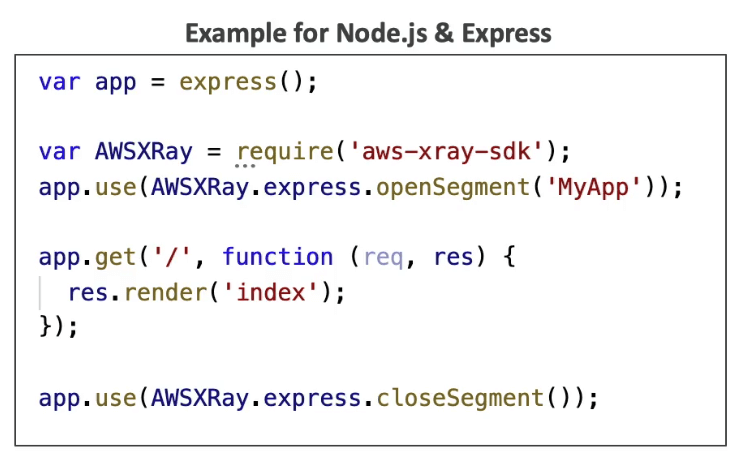 Example for Node.js & Express
var app = express();
var AWSXRay = require('aws-xray-sdk');
app.use(AWSXRay.express.openSegment('MyApp'));
app.get('/', function (req, res) {
  res.render('index');
});
app.use(AWSXRay.express.closeSegment());